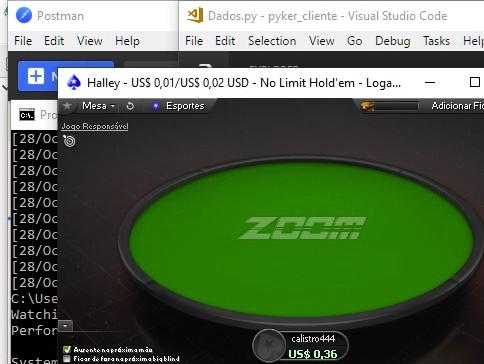 Postman
Dados.py - pyker_cliente - Visual Studio Code
File Edit View Help
File Edit Selection View Go Debug Tasks Help
EXPLORER
N
Halley - US$ 0,01/US$ 0,02 USD - No Limit Hold'em - Loga...
Mesa Esportes Adicionar Fic
Pro
Jogo Responsável
[28/Oc
[28/Oc
[28/Oc
[28/Oc
[28/Oc
[28/Oc
[28/Oc
[28/Oc
[28/Oc
[28/Oc
ZOOM
C:\Use
Watchi
Perfor
System
Ausente na próxima mão
Ficar de fora na próxima big blind
calistro444
US$ 0,36